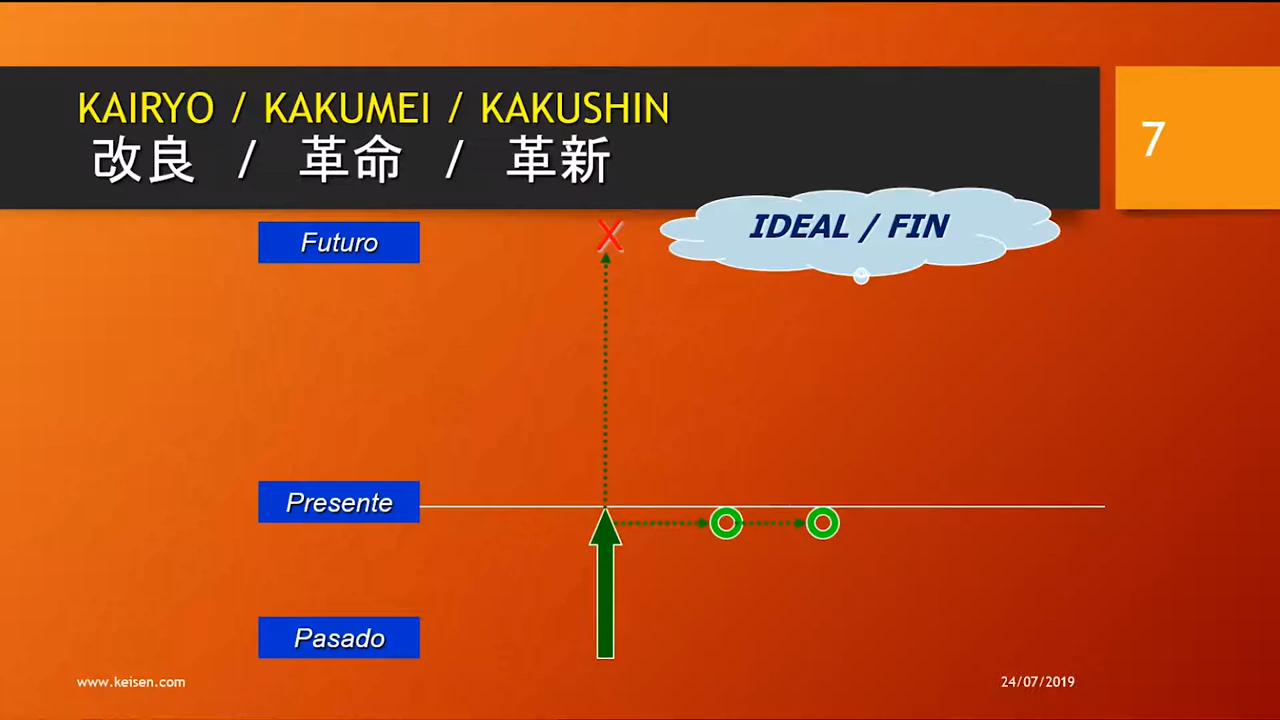 KAIRYO / KAKUMEI / KAKUSHIN
改良 / 革命 / 革新
7
IDEAL / FIN
Futuro
X
Presente
Pasado
www.keisen.com
24/07/2019